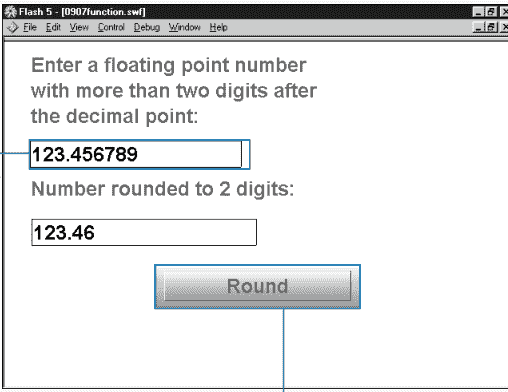 Flash 5 - [0907function.swf]
File Edit View Control Debug Window Help
Enter a floating point number
with more than two digits after
the decimal point:
123.456789
Number rounded to 2 digits:
123.46
Round